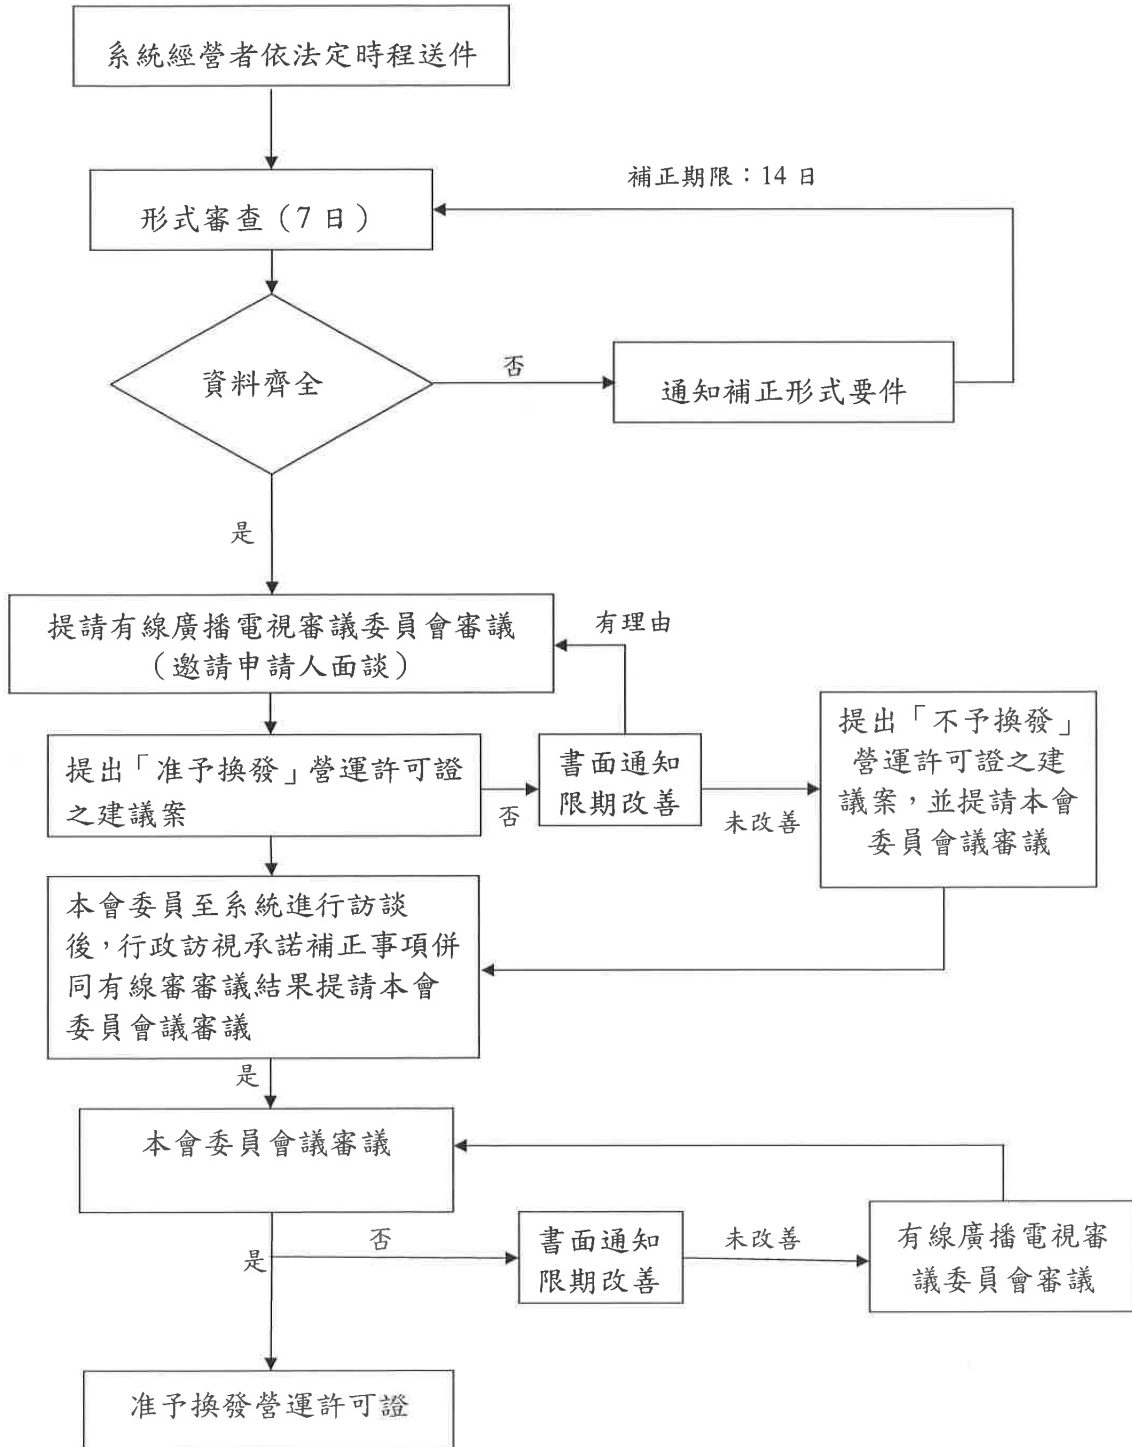 系統經營者依法定時程送件
補正期限：14 日
形式審查（7 日）
資料齊全
否
通知補正形式要件
是
提請有線廣播電視審議委員會審議
（邀請申請人面談）
有理由
提出「准予換發」營運許可證
之建議案
否
書面通知
限期改善
未改善
提出「不予換發」
營運許可證之建
議案，並提請本會
委員會議審議
本會委員至系統進行訪談
後，行政訪視承諾補正事項併
同有線審審議結果提請本會
委員會議審議
是
本會委員會議審議
否
是
書面通知
限期改善
未改善
有線廣播電視審
議委員會審議
准予換發營運許可證